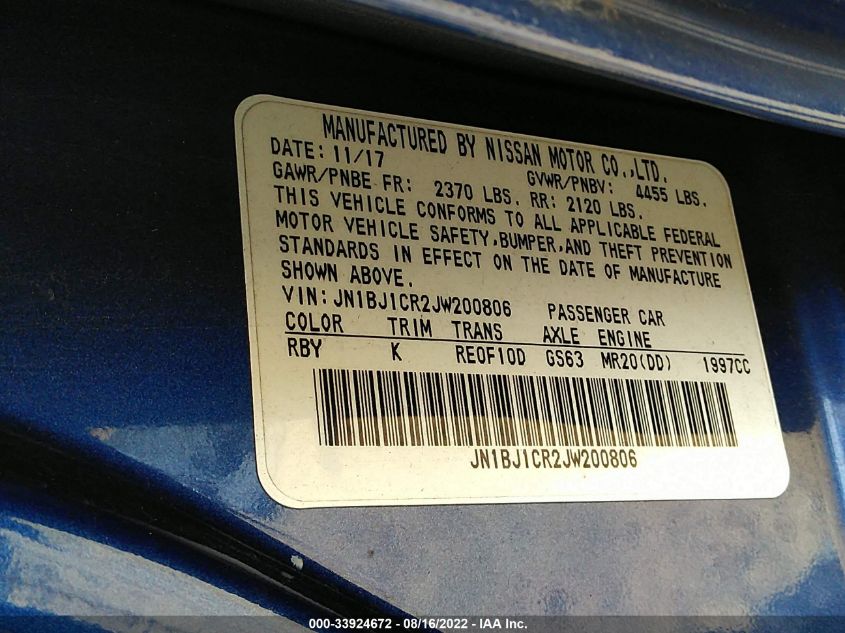 MANUFACTURED BY NISSAN MOTOR CO.,LTD.
DATE: 11/17 GVWR/PNBV: 4455 LBS.
GAWR/PNBE FR: 2370 LBS. RR: 2120 LBS.
THIS VEHICLE CONFORMS TO ALL APPLICABLE FEDERAL
MOTOR VEHICLE SAFETY,BUMPER,AND THEFT PREVENTION
STANDARDS IN EFFECT ON THE DATE OF MANUFACTURE
SHOWN ABOVE.
VIN: JN1BJ1CR2JW200806 PASSENGER CAR
COLOR TRIM TRANS AXLE ENGINE
RBY K RE0F10D GS63 MR20(DD) 1997CC
JN1BJ1CR2JW200806
000-33924672 - 08/16/2022 - IAA Inc.